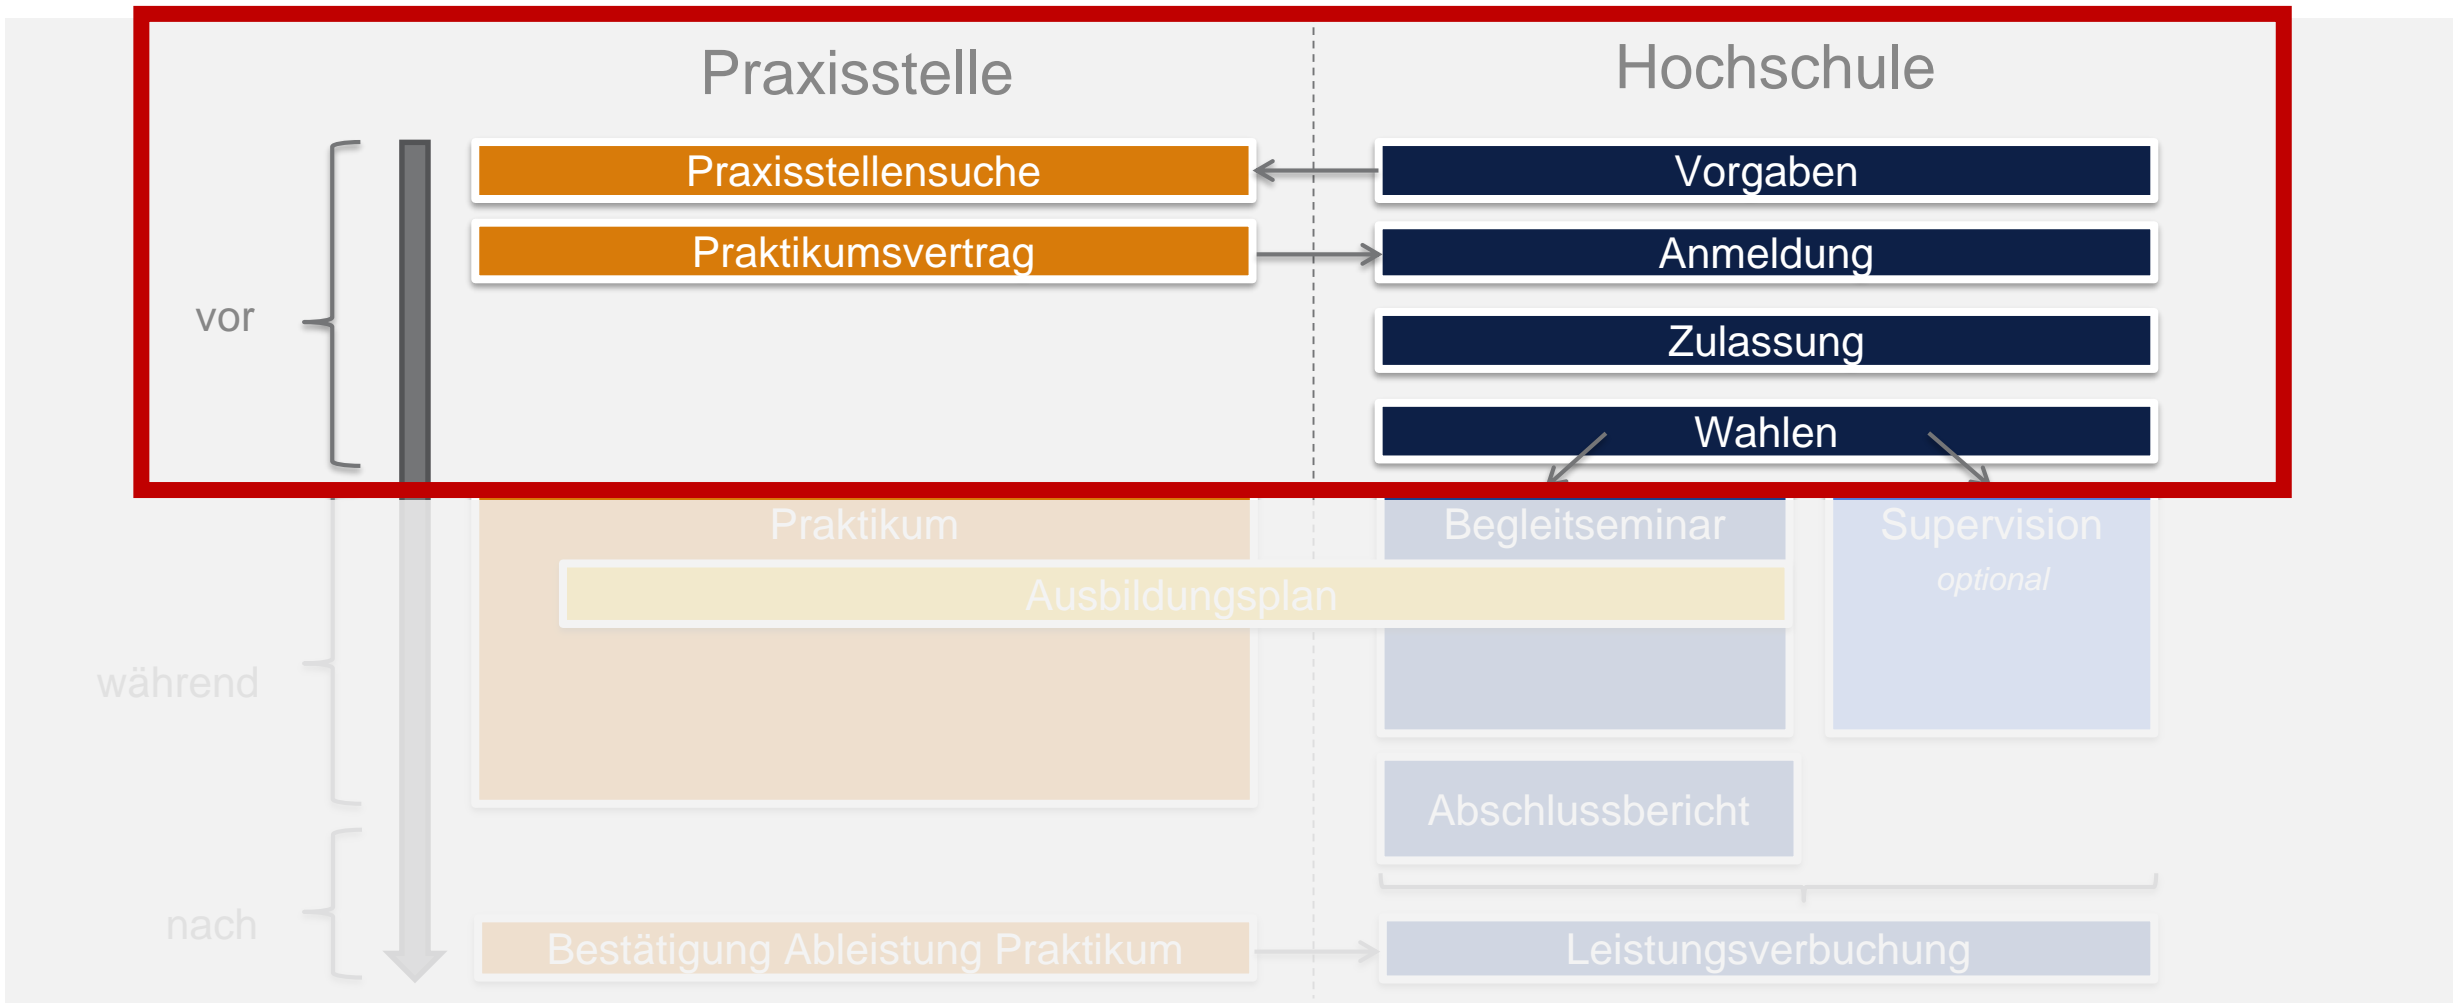 Praxisstelle
Hochschule
Praxisstellensuche
Vorgaben
Praktikumsvertrag
Anmeldung
vor
Zulassung
Wahlen
Praktikum
Begleitseminar
Supervision
optional
Ausbildungsplan
während
Abschlussbericht
nach
Bestätigung Ableistung Praktikum
Leistungsverbuchung